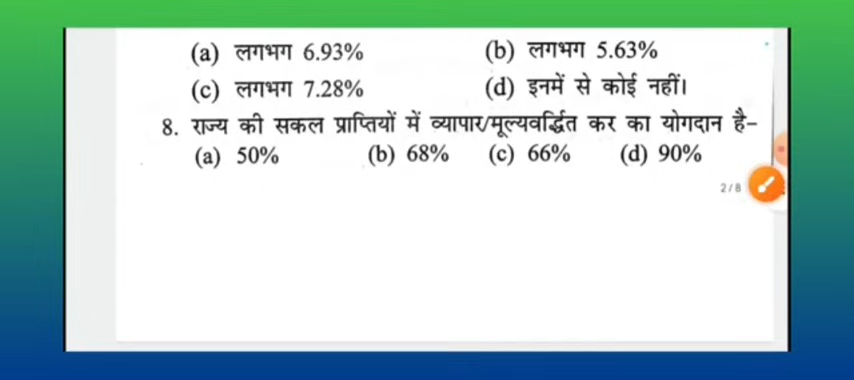 (a) लगभग 6.93% (b) लगभग 5.63%
(c) लगभग 7.28% (d) इनमें से कोई नहीं।
8. राज्य की सकल प्राप्तियों में व्यापार/मूल्यवर्द्धित कर का योगदान है-
(a) 50% (b) 68% (c) 66% (d) 90%
2/8